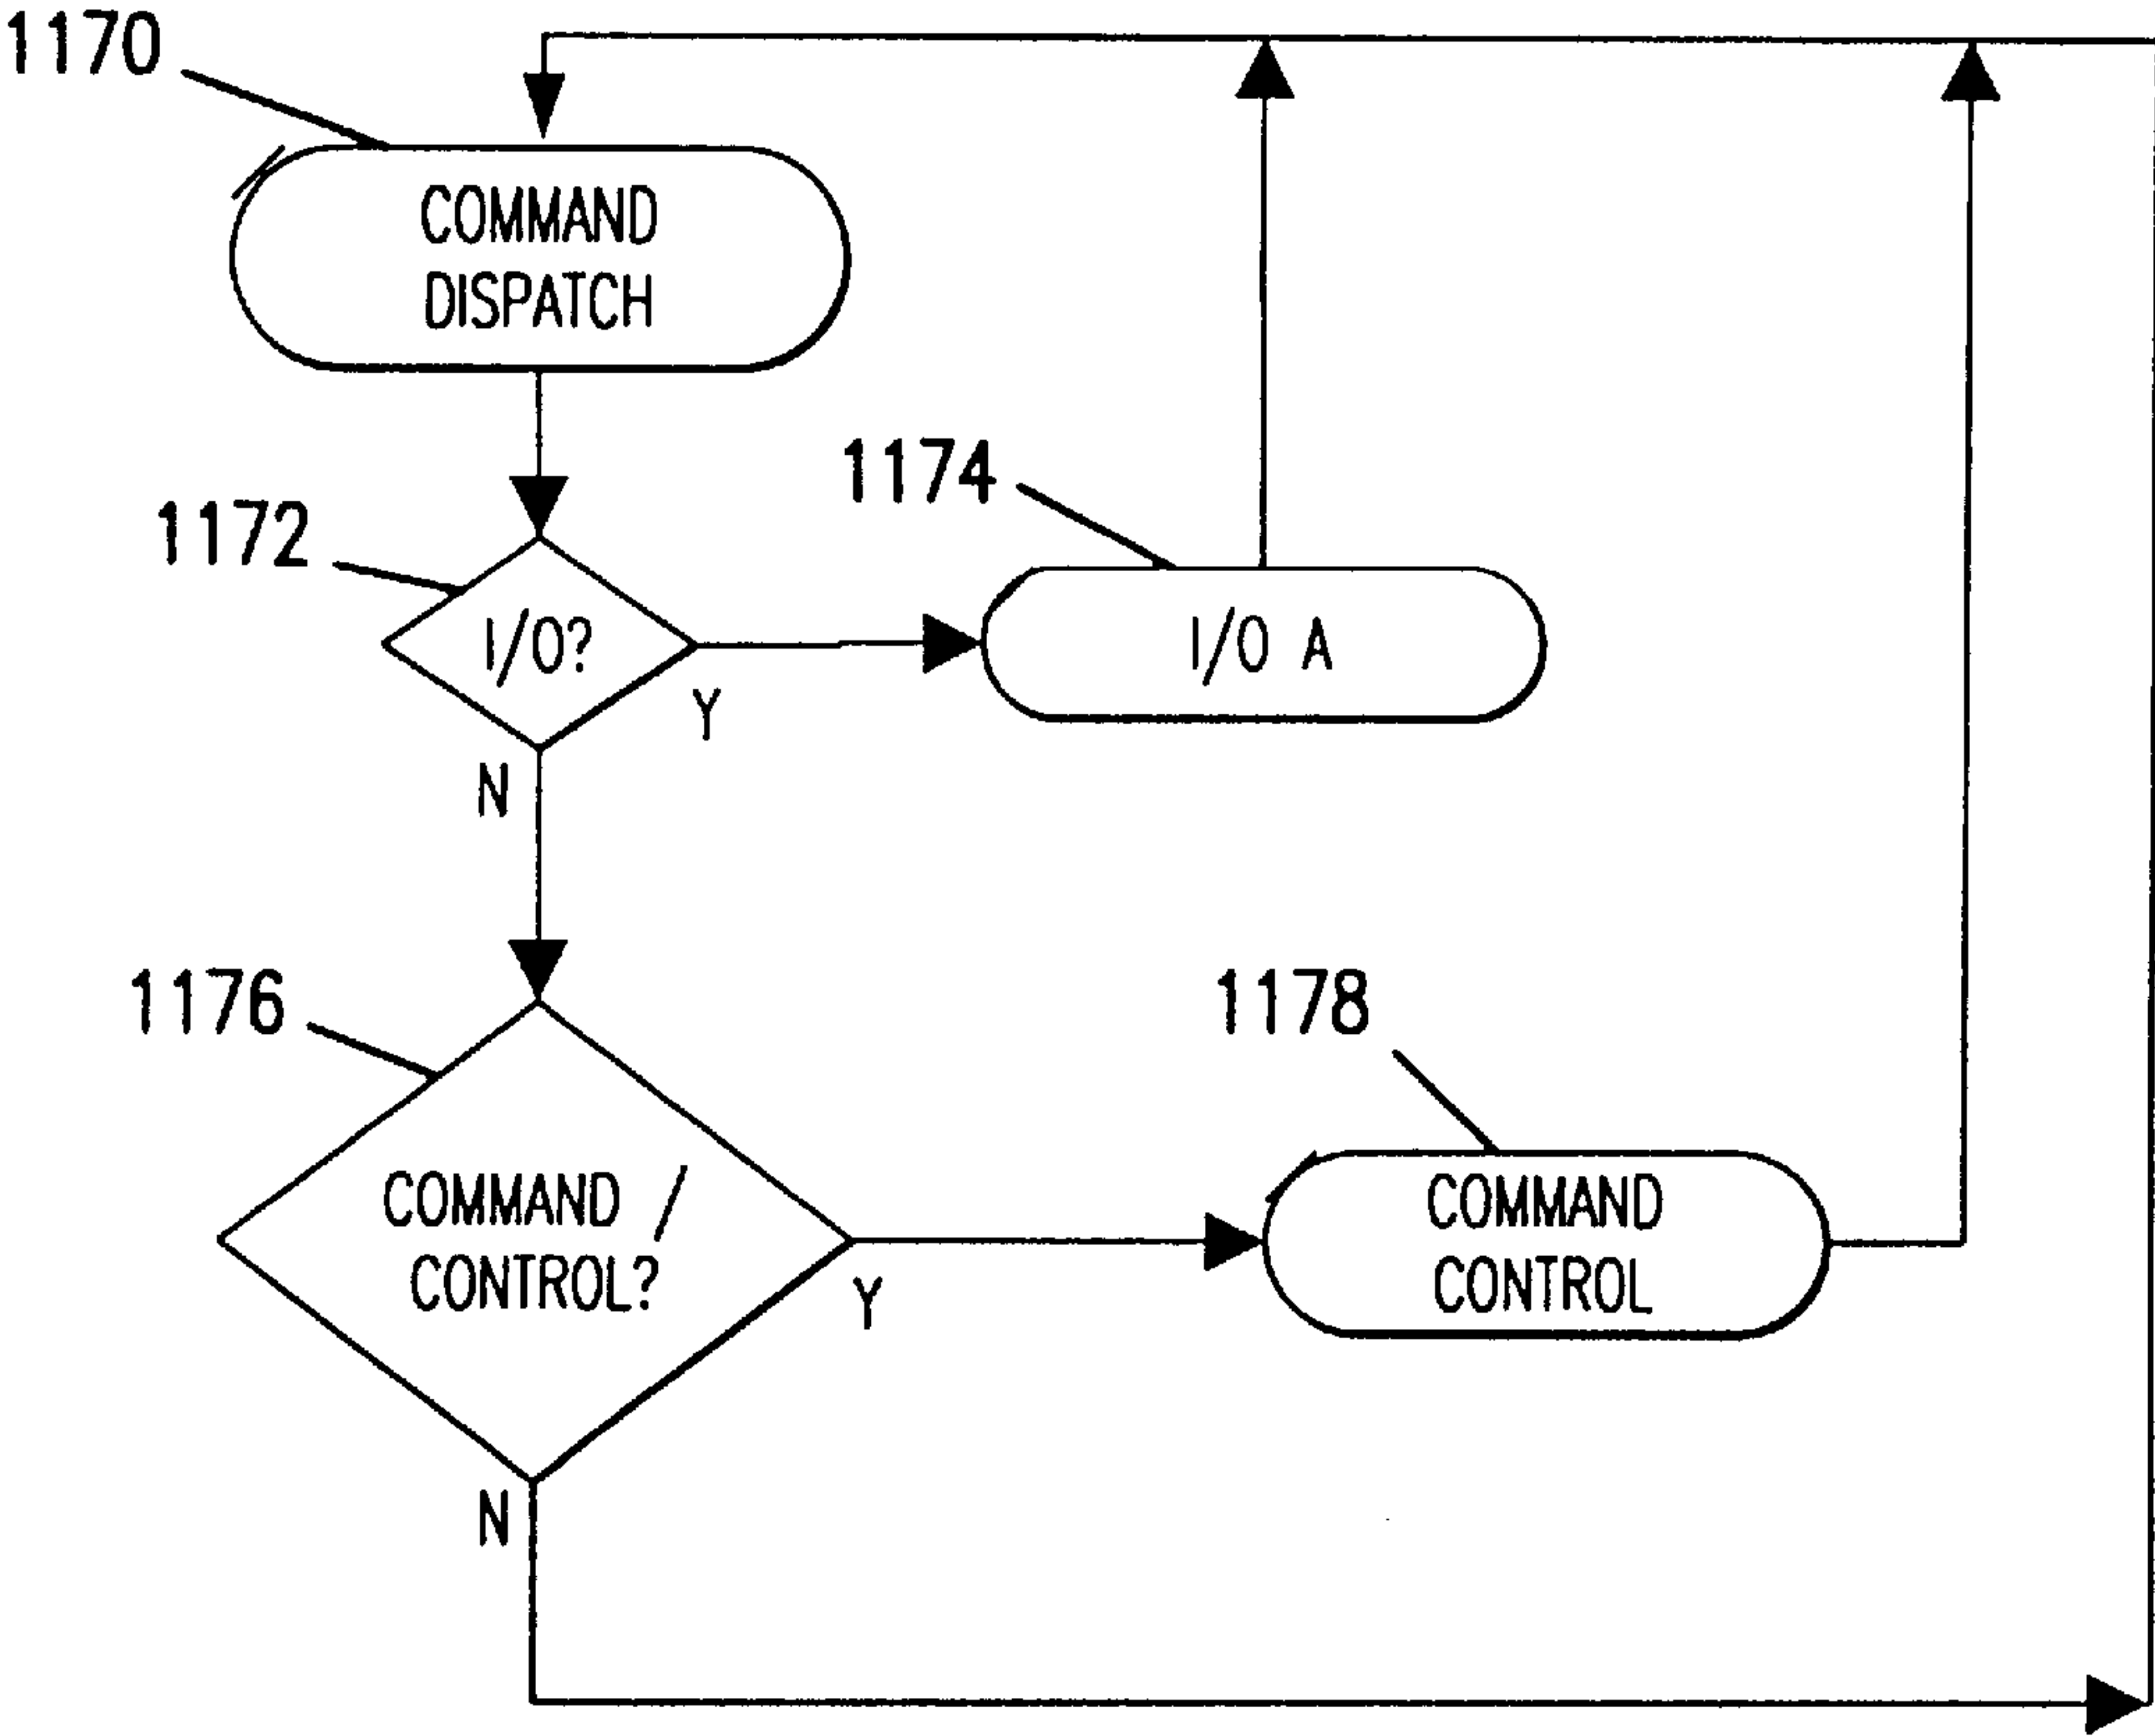 1170
COMMAND
DISPATCH
1172
I/O?
Y
N
1174
I/O A
1176
COMMAND /
CONTROL?
Y
N
1178
COMMAND
CONTROL